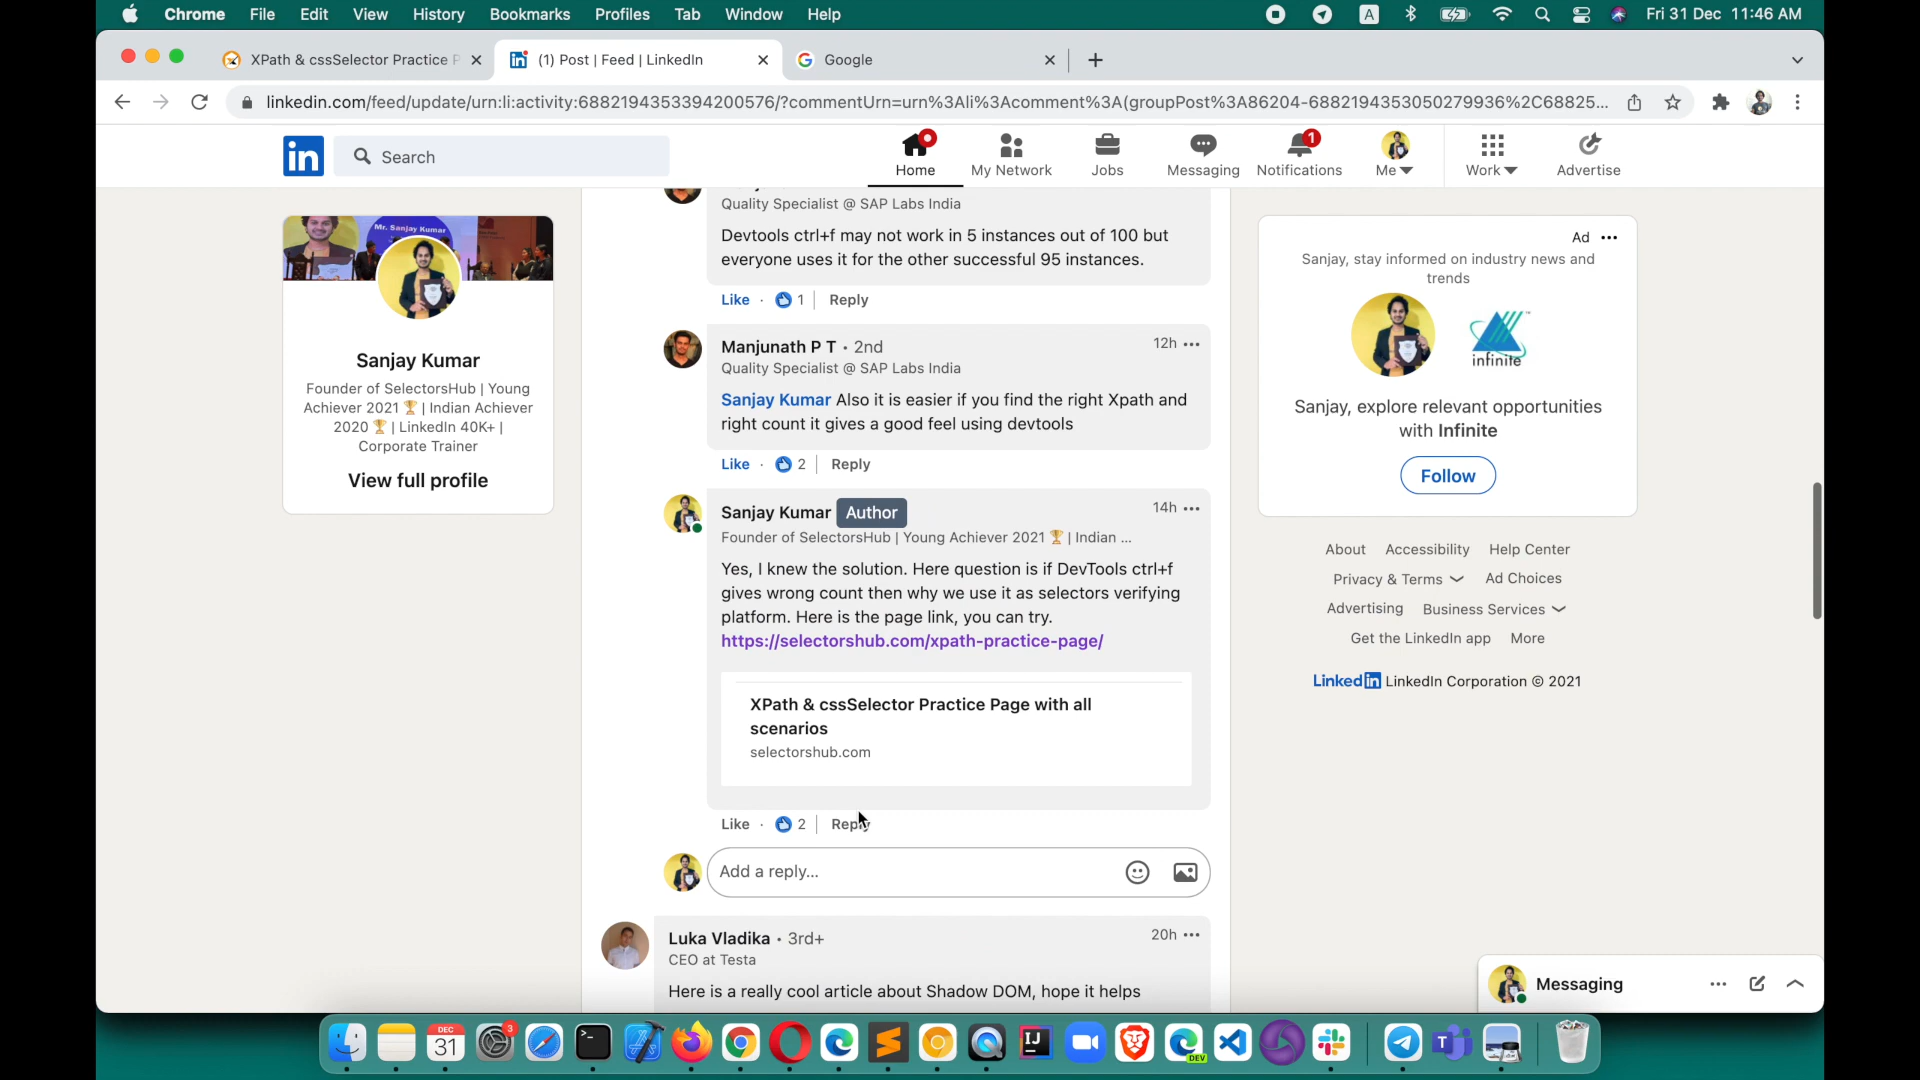 Chrome File Edit View History Bookmarks Profiles Tab Window Help
A
Fri 31 Dec 11:46 AM
XPath & cssSelector Practice P
(1) Post | Feed | LinkedIn
Google
linkedin.com/feed/update/urn:li:activity:6882194353394200576/?commentUrn=urn%3Ali%3Acomment%3A(groupPost%3A86204-6882194353050279936%2C68825...
in
Search
Home
My Network
Jobs
Messaging
1
Notifications
Me
Work
Advertise
Mr. Sanjay Kumar
Sanjay Kumar
Founder of SelectorsHub | Young
Achiever 2021 🏆 | Indian Achiever
2020 🏆 | LinkedIn 40K+ |
Corporate Trainer
View full profile
Quality Specialist @ SAP Labs India
Devtools ctrl+f may not work in 5 instances out of 100 but
everyone uses it for the other successful 95 instances.
Like · 1 | Reply
Manjunath P T · 2nd
12h
Quality Specialist @ SAP Labs India
Sanjay Kumar Also it is easier if you find the right Xpath and
right count it gives a good feel using devtools
Like · 2 | Reply
Sanjay Kumar Author
14h
Founder of SelectorsHub | Young Achiever 2021 🏆 | Indian ...
Yes, I knew the solution. Here question is if DevTools ctrl+f
gives wrong count then why we use it as selectors verifying
platform. Here is the page link, you can try.
https://selectorshub.com/xpath-practice-page/
XPath & cssSelector Practice Page with all
scenarios
selectorshub.com
Like · 2 | Reply
Add a reply...
Luka Vladika · 3rd+
20h
CEO at Testa
Here is a really cool article about Shadow DOM, hope it helps
Ad
Sanjay, stay informed on industry news and
trends
infinite
Sanjay, explore relevant opportunities
with Infinite
Follow
About Accessibility Help Center
Privacy & Terms Ad Choices
Advertising Business Services
Get the LinkedIn app More
LinkedIn LinkedIn Corporation © 2021
Messaging
DEC
31
3
IJ
DEV
T